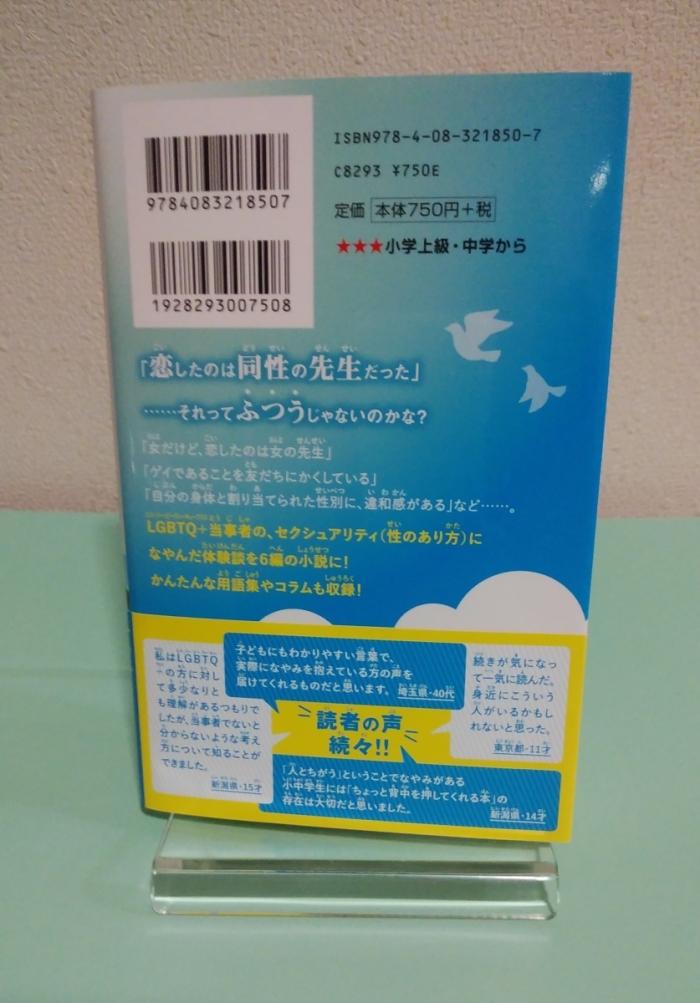 9784083218507
1928293007508
ISBN978-4-08-321850-7
C8293 ¥750E
定価 本体750円+税
★★★小学上級・中学から
「恋したのは同性の先生だった」
……それってふつうじゃないのかな？
「女だけど、恋したのは女の先生」
「ゲイであることを友だちにかくしている」
「自分の身体と割り当てられた性別に、違和感がある」など……。
LGBTQ+当事者の、セクシュアリティ(性のあり方)に
なやんだ体験談を6編の小説に！
かんたんな用語集やコラムも収録！
私はLGBTQ
+の方に対し
て多少なりと
も理解があるつもりで
したが、当事者でないと
分からないような考え
方について知ることが
できました。
新潟県・15才
子どもにもわかりやすい言葉で、
実際になやみを抱えている方の声を
届けてくれるものだと思います。埼玉県・40代
続きが気になっ
て一気に読んだ。
身近にこういう
人がいるかもし
れないと思った。
東京都・11才
読者の声
続々!!
「人とちがう」ということでなやみがある
小中学生には「ちょっと背中を押してくれる本」の
存在は大切だと思いました。
新潟県・14才